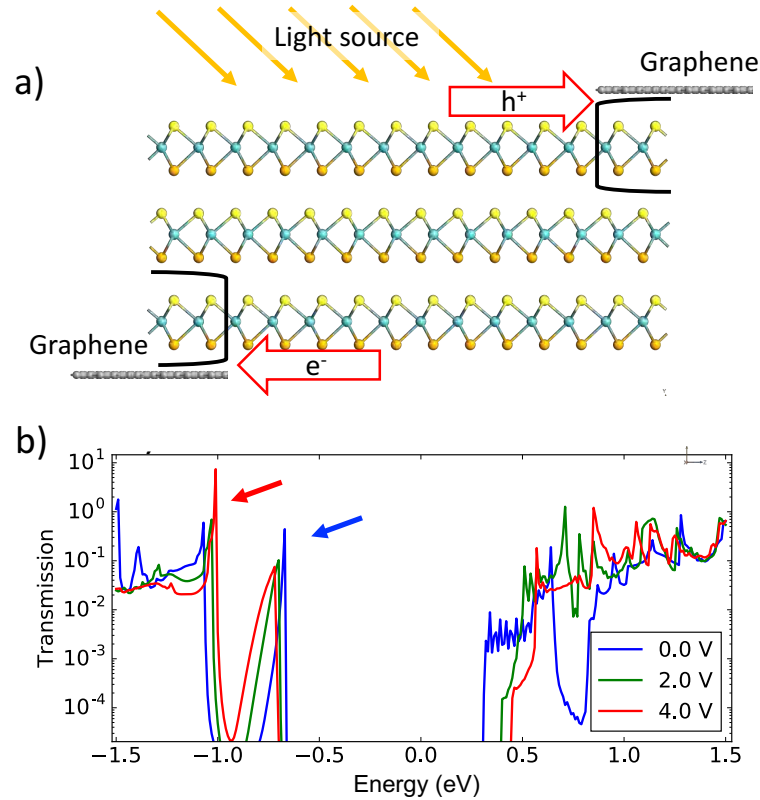 Light source
a)
Graphene
h⁺
Graphene
e⁻
b)
10¹
10⁰
10⁻¹
10⁻²
10⁻³
10⁻⁴
Transmission
0.0 V
2.0 V
4.0 V
−1.5 −1.0 −0.5 0.0 0.5 1.0 1.5
Energy (eV)